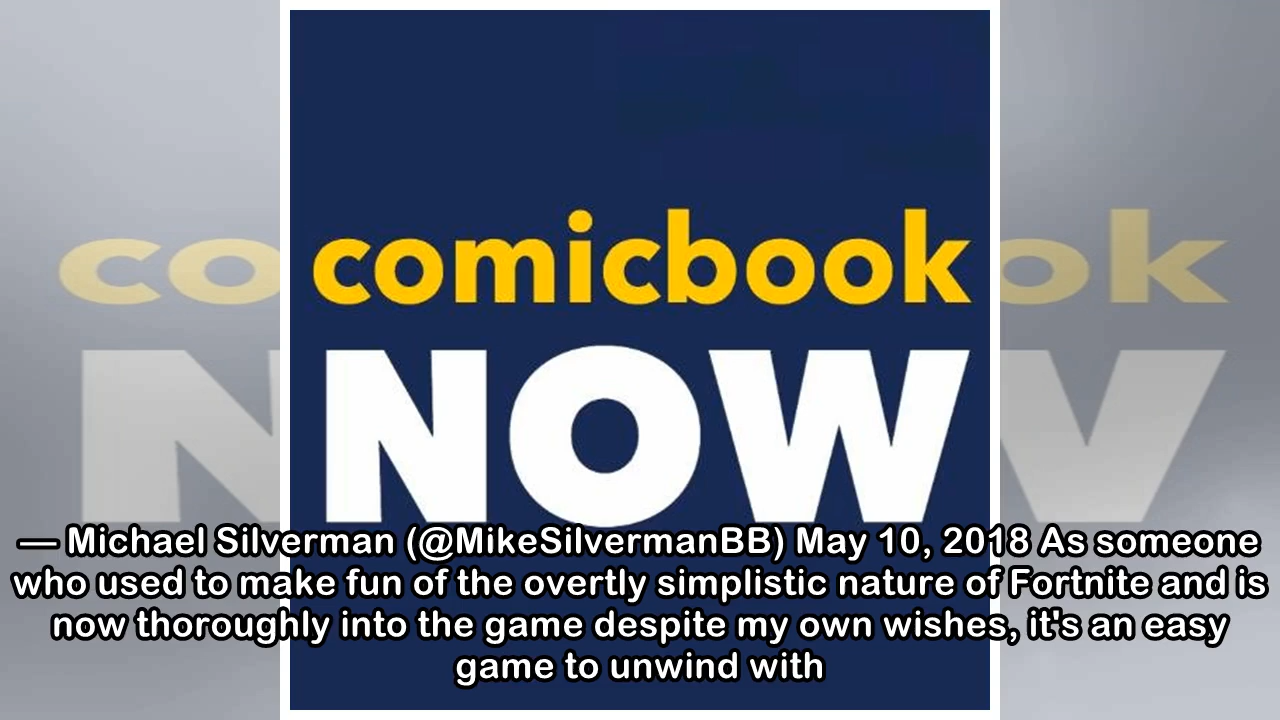 comicbook
NOW
— Michael Silverman (@MikeSilvermanBB) May 10, 2018 As someone
who used to make fun of the overtly simplistic nature of Fortnite and is
now thoroughly into the game despite my own wishes, it's an easy
game to unwind with